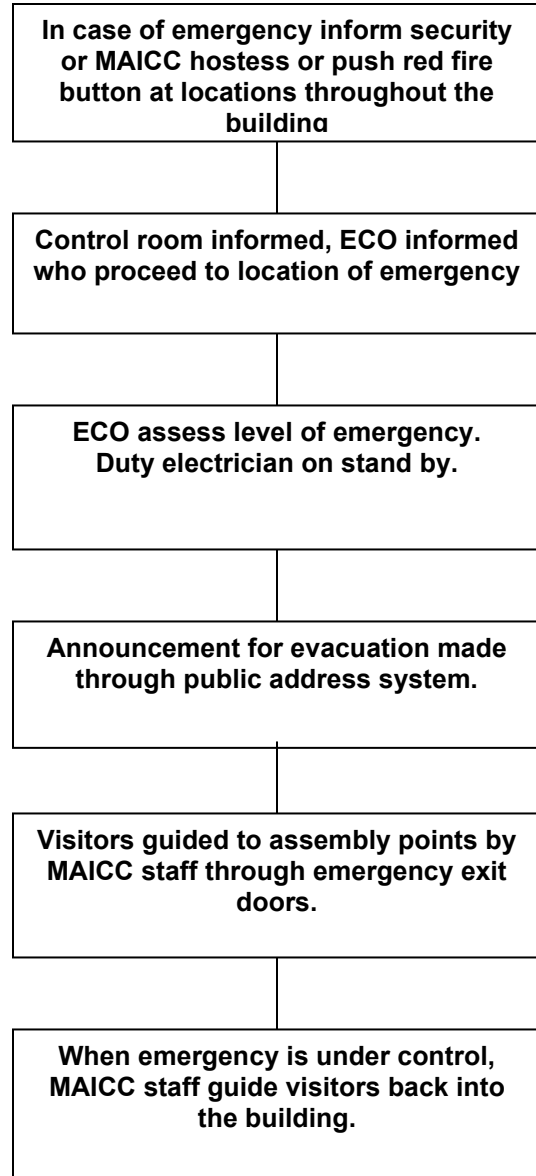 In case of emergency inform security
or MAICC hostess or push red fire
button at locations throughout the
building
Control room informed, ECO informed
who proceed to location of emergency
ECO assess level of emergency.
Duty electrician on stand by.
Announcement for evacuation made
through public address system.
Visitors guided to assembly points by
MAICC staff through emergency exit
doors.
When emergency is under control,
MAICC staff guide visitors back into
the building.